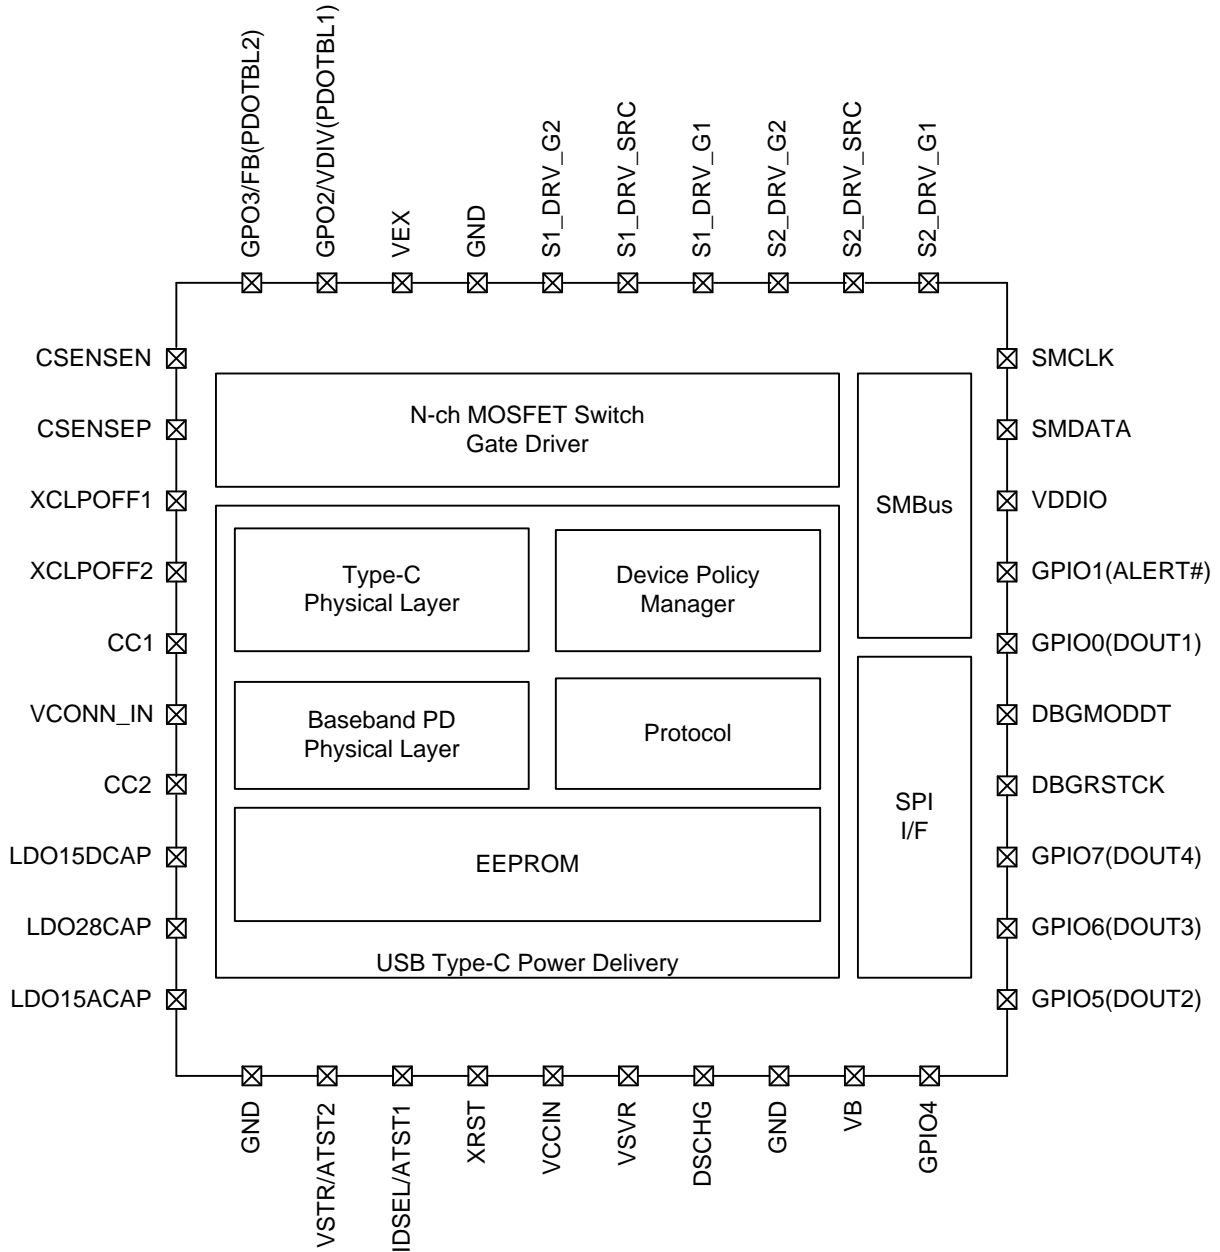 GPO3/FB(PDOTBL2)
GPO2/VDIV(PDOTBL1)
VEX
GND
S1_DRV_G2
S1_DRV_SRC
S1_DRV_G1
S2_DRV_G2
S2_DRV_SRC
S2_DRV_G1
CSENSEN
CSENSEP
XCLPOFF1
XCLPOFF2
CC1
VCONN_IN
CC2
LDO15DCAP
LDO28CAP
LDO15ACAP
N-ch MOSFET Switch
Gate Driver
Type-C
Physical Layer
Device Policy
Manager
Baseband PD
Physical Layer
Protocol
EEPROM
USB Type-C Power Delivery
SMBus
SPI
I/F
SMCLK
SMDATA
VDDIO
GPIO1(ALERT#)
GPIO0(DOUT1)
DBGMODDT
DBGRSTCK
GPIO7(DOUT4)
GPIO6(DOUT3)
GPIO5(DOUT2)
GND
VSTR/ATST2
IDSEL/ATST1
XRST
VCCIN
VSVR
DSCHG
GND
VB
GPIO4